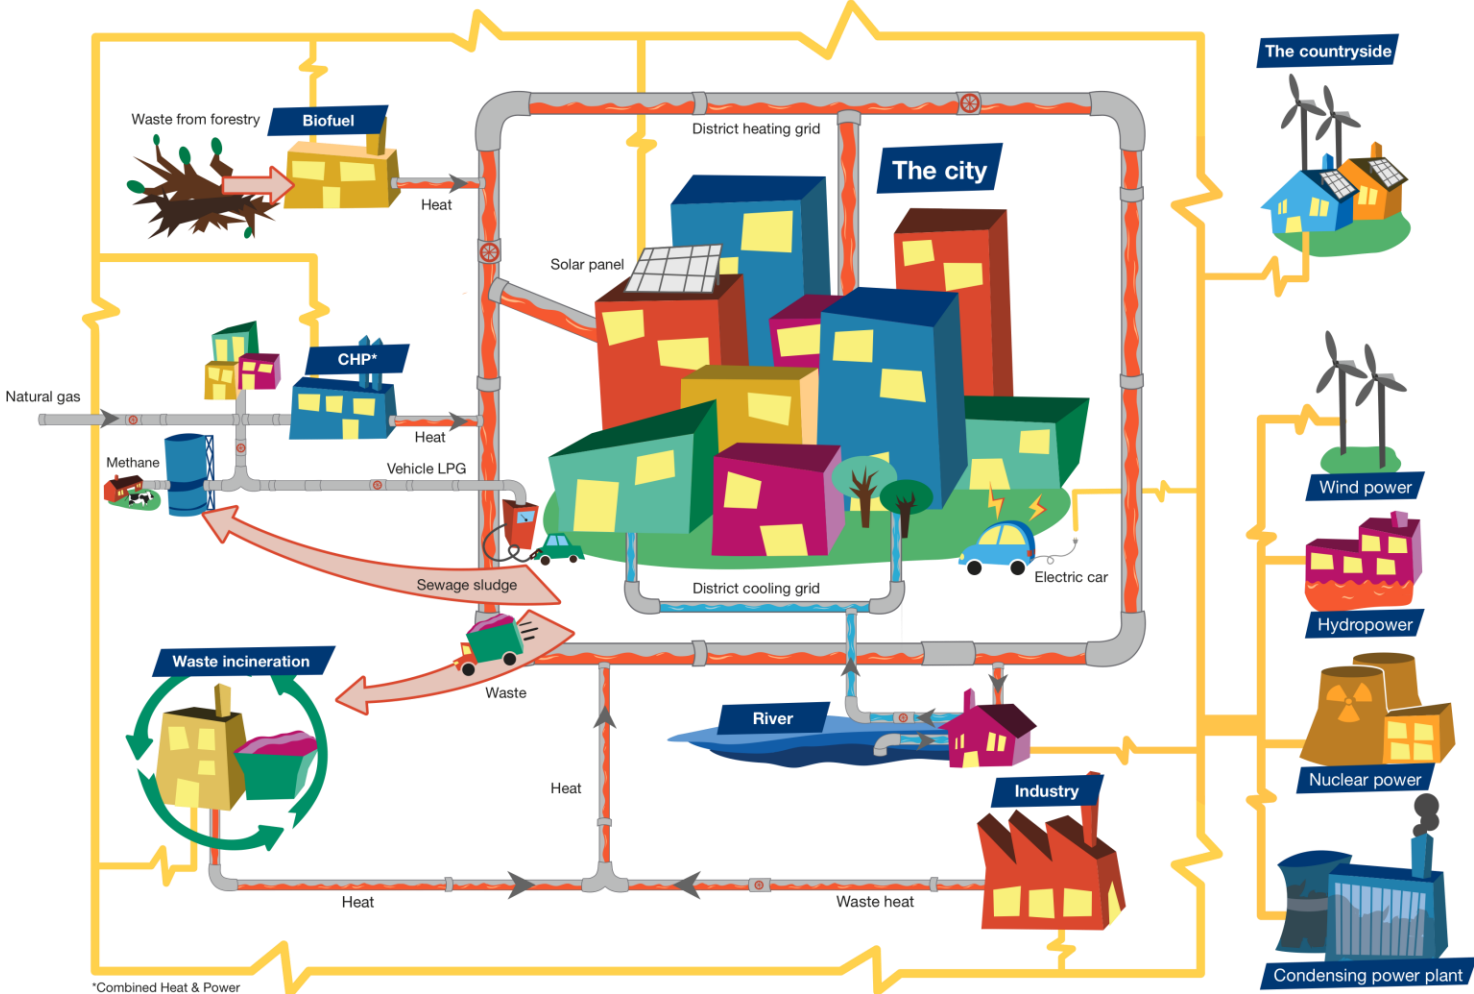 The countryside
Waste from forestry
Biofuel
District heating grid
The city
Heat
Solar panel
CHP*
Natural gas
Heat
Methane
Vehicle LPG
Wind power
Sewage sludge
District cooling grid
Electric car
Hydropower
Waste incineration
Waste
River
Nuclear power
Heat
Industry
Heat
Waste heat
Condensing power plant
*Combined Heat & Power